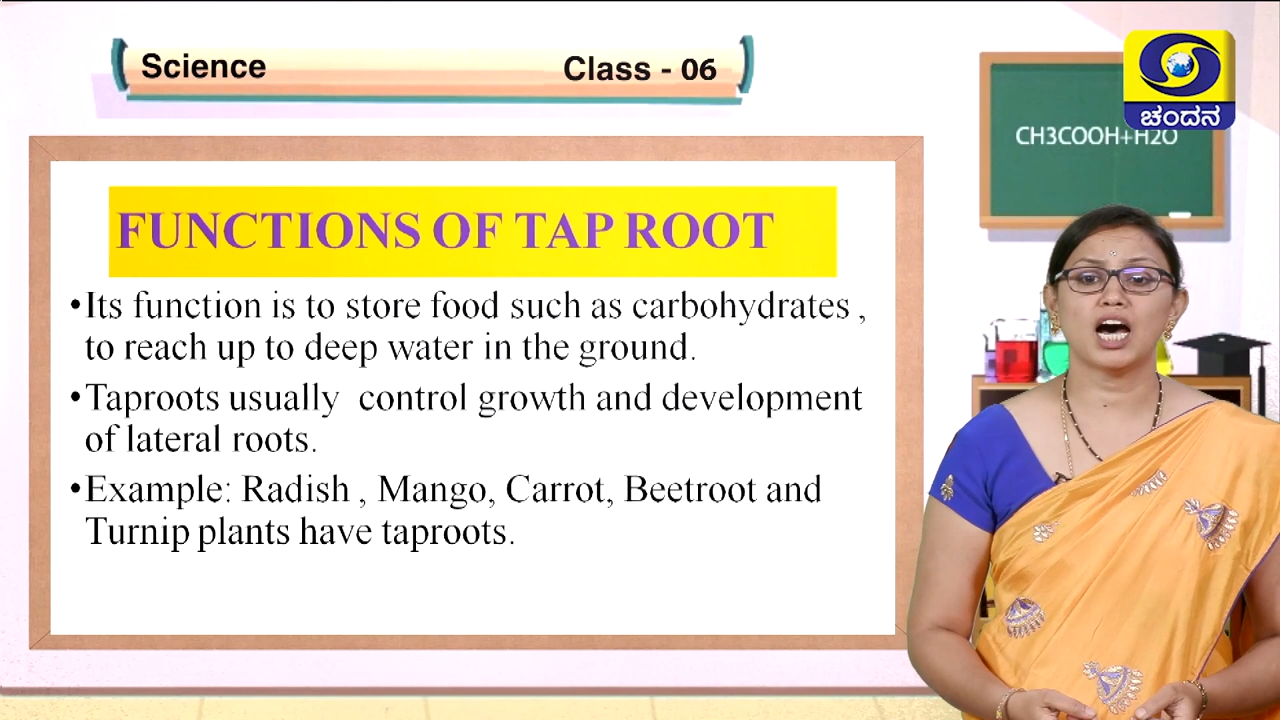 Science
Class - 06
ಚಂದನ
CH3COOH+H2O
FUNCTIONS OF TAP ROOT
•Its function is to store food such as carbohydrates ,
to reach up to deep water in the ground.
•Taproots usually control growth and development
of lateral roots.
•Example: Radish , Mango, Carrot, Beetroot and
Turnip plants have taproots.